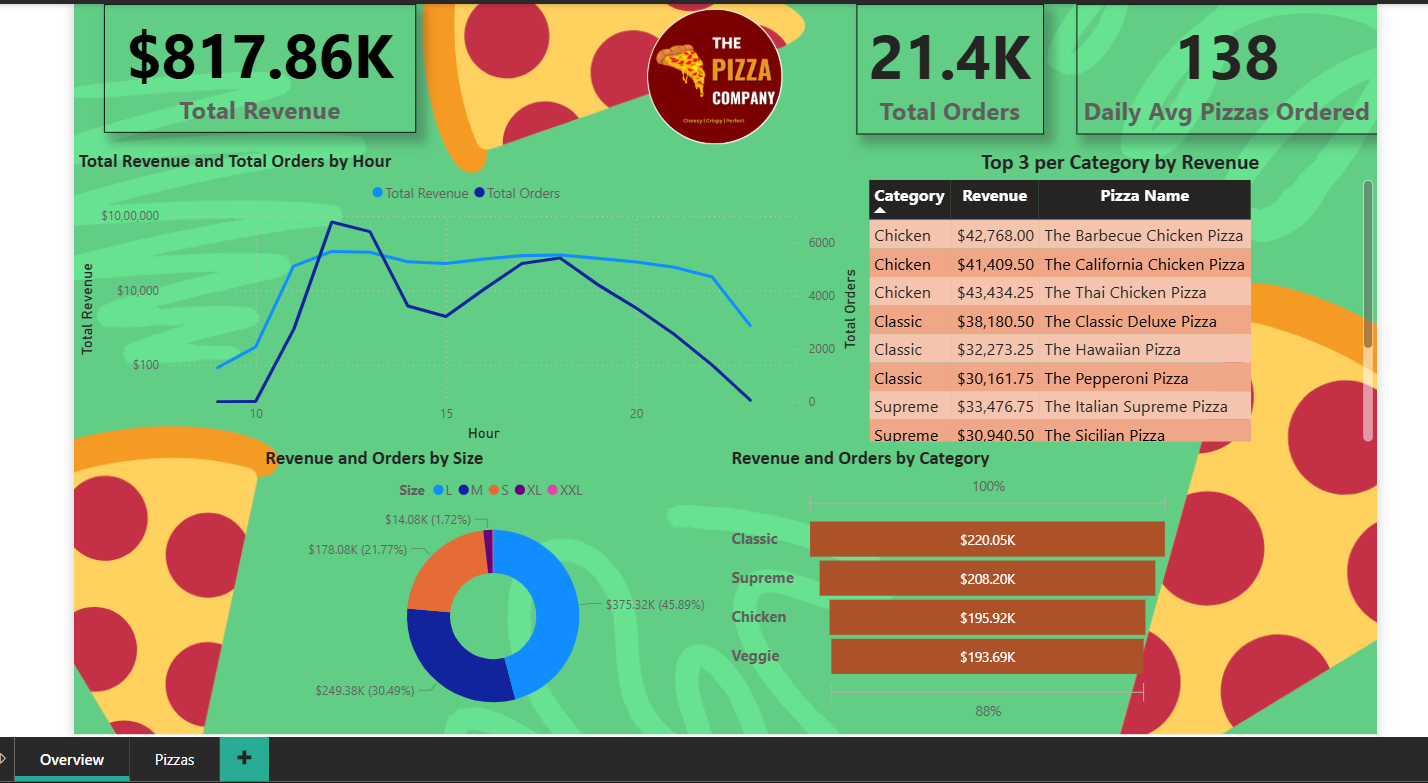 $817.86K
Total Revenue
THE
PIZZA
COMPANY
Cheesy | Crispy | Perfect
21.4K
Total Orders
138
Daily Avg Pizzas Ordered
Total Revenue and Total Orders by Hour
Total Revenue Total Orders
$10,00,000
$10,000
$100
Total Revenue
6000
4000
2000
0
Total Orders
10 15 20
Hour
Top 3 per Category by Revenue
Category Revenue Pizza Name
Chicken $42,768.00 The Barbecue Chicken Pizza
Chicken $41,409.50 The California Chicken Pizza
Chicken $43,434.25 The Thai Chicken Pizza
Classic $38,180.50 The Classic Deluxe Pizza
Classic $32,273.25 The Hawaiian Pizza
Classic $30,161.75 The Pepperoni Pizza
Supreme $33,476.75 The Italian Supreme Pizza
Supreme $30,940.50 The Sicilian Pizza
Revenue and Orders by Size
Size L M S XL XXL
$14.08K (1.72%)
$178.08K (21.77%)
$375.32K (45.89%)
$249.38K (30.49%)
Revenue and Orders by Category
100%
Classic $220.05K
Supreme $208.20K
Chicken $195.92K
Veggie $193.69K
88%
Overview Pizzas +